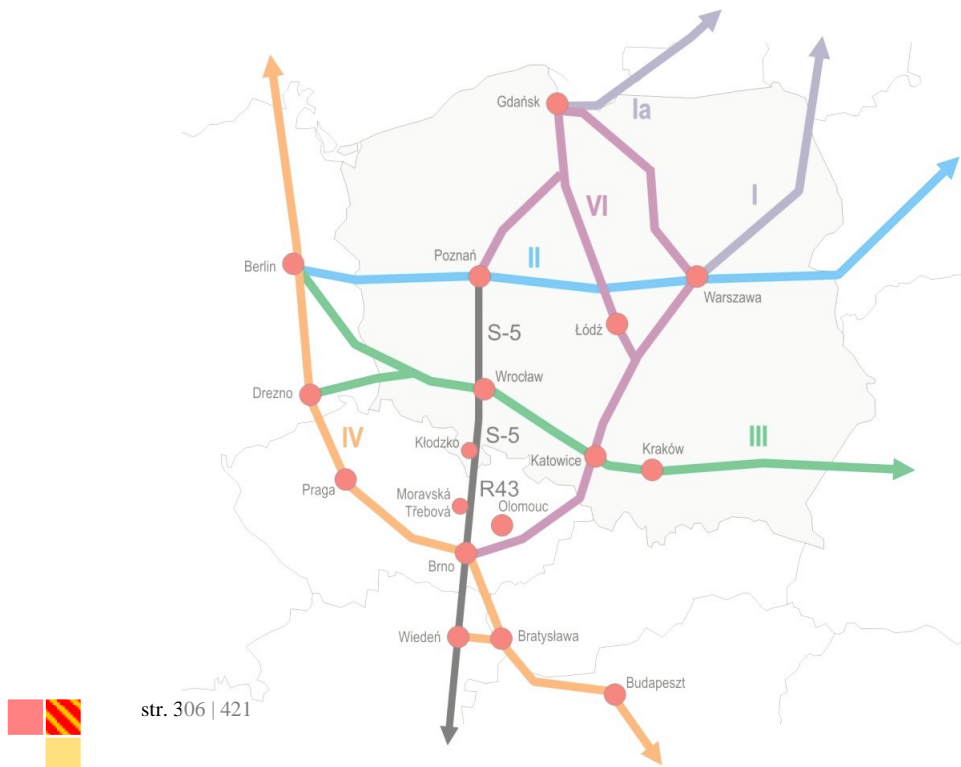 Gdańsk
Ia
VI
I
Poznań
II
Berlin
Warszawa
Łódź
S-5
Wrocław
Drezno
IV
Kłodzko
S-5
III
Kraków
Katowice
Praga
R43
Moravská
Třebová
Olomouc
Brno
Wiedeń
Bratysława
Budapeszt
str. 306 | 421